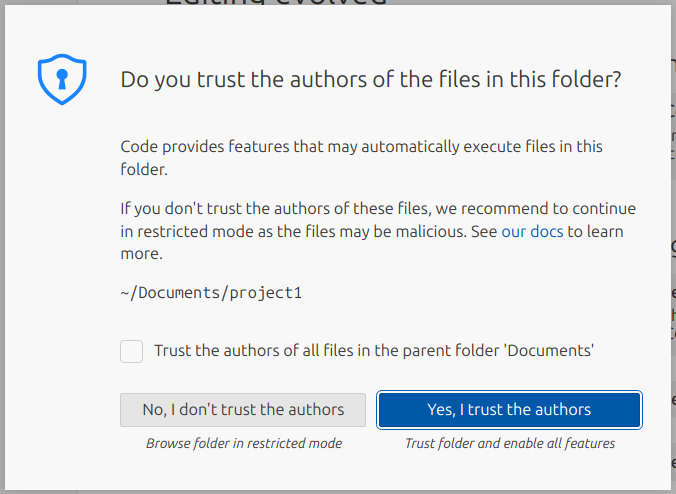 Editing evolved
Do you trust the authors of the files in this folder?
Code provides features that may automatically execute files in this
folder.
If you don't trust the authors of these files, we recommend to continue
in restricted mode as the files may be malicious. See our docs to learn
more.
~/Documents/project1
Trust the authors of all files in the parent folder 'Documents'
No, I don't trust the authors
Yes, I trust the authors
Browse folder in restricted mode
Trust folder and enable all features